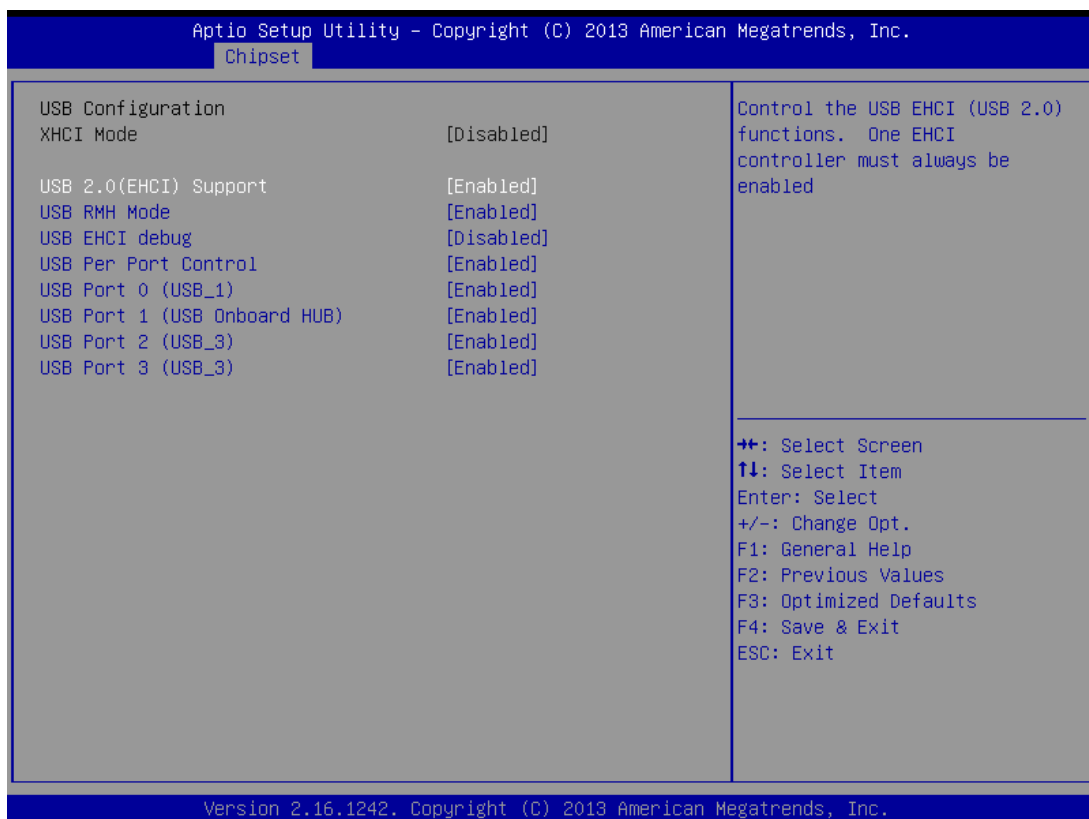 Aptio Setup Utility – Copyright (C) 2013 American Megatrends, Inc.
Chipset
USB Configuration
XHCI Mode [Disabled]
USB 2.0(EHCI) Support [Enabled]
USB RMH Mode [Enabled]
USB EHCI debug [Disabled]
USB Per Port Control [Enabled]
USB Port 0 (USB_1) [Enabled]
USB Port 1 (USB Onboard HUB) [Enabled]
USB Port 2 (USB_3) [Enabled]
USB Port 3 (USB_3) [Enabled]
Control the USB EHCI (USB 2.0)
functions. One EHCI
controller must always be
enabled
→←: Select Screen
↑↓: Select Item
Enter: Select
+/-: Change Opt.
F1: General Help
F2: Previous Values
F3: Optimized Defaults
F4: Save & Exit
ESC: Exit
Version 2.16.1242. Copyright (C) 2013 American Megatrends, Inc.